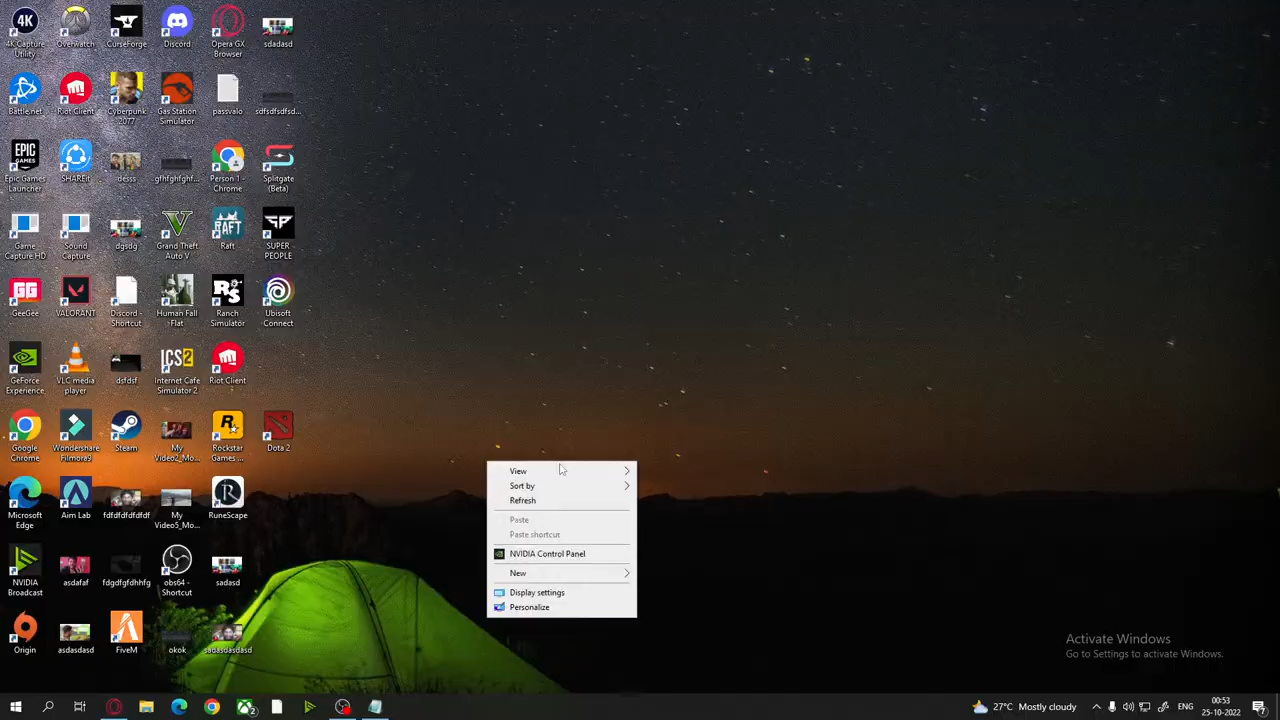 4K Capture
Utility
Overwatch
CurseForge
Discord
Opera GX
Browser
sdadasd
Battle.net
Riot Client
Cyberpunk
2077
Gas Station
Simulator
passvalo
sdfsdfsdfsd...
Epic Games
Launcher
SHAREit
desss
gfhfghfghf...
Person 1 -
Chrome
Splitgate
(Beta)
Game
Capture HD
Sound
Capture
dgsdg
Grand Theft
Auto V
Raft
SUPER
PEOPLE
GeeGee
VALORANT
Discord -
Shortcut
Human Fall
Flat
Ranch
Simulator
Ubisoft
Connect
GeForce
Experience
VLC media
player
dsfdsf
Internet Cafe
Simulator 2
Riot Client
Google
Chrome
Wondershare
Filmora9
Steam
My
Video2_Mo...
Rockstar
Games ...
Dota 2
Microsoft
Edge
Aim Lab
fdfdfdfdfdf
My
Video5_Mo...
RuneScape
NVIDIA
Broadcast
asdafaf
fdgdfgfdhhfg
obs64 -
Shortcut
sadasd
Origin
asdasdasd
FiveM
okok
sadasdasdasd
View
Sort by
Refresh
Paste
Paste shortcut
NVIDIA Control Panel
New
Display settings
Personalize
Activate Windows
Go to Settings to activate Windows.
27°C Mostly cloudy
00:53
25-10-2022